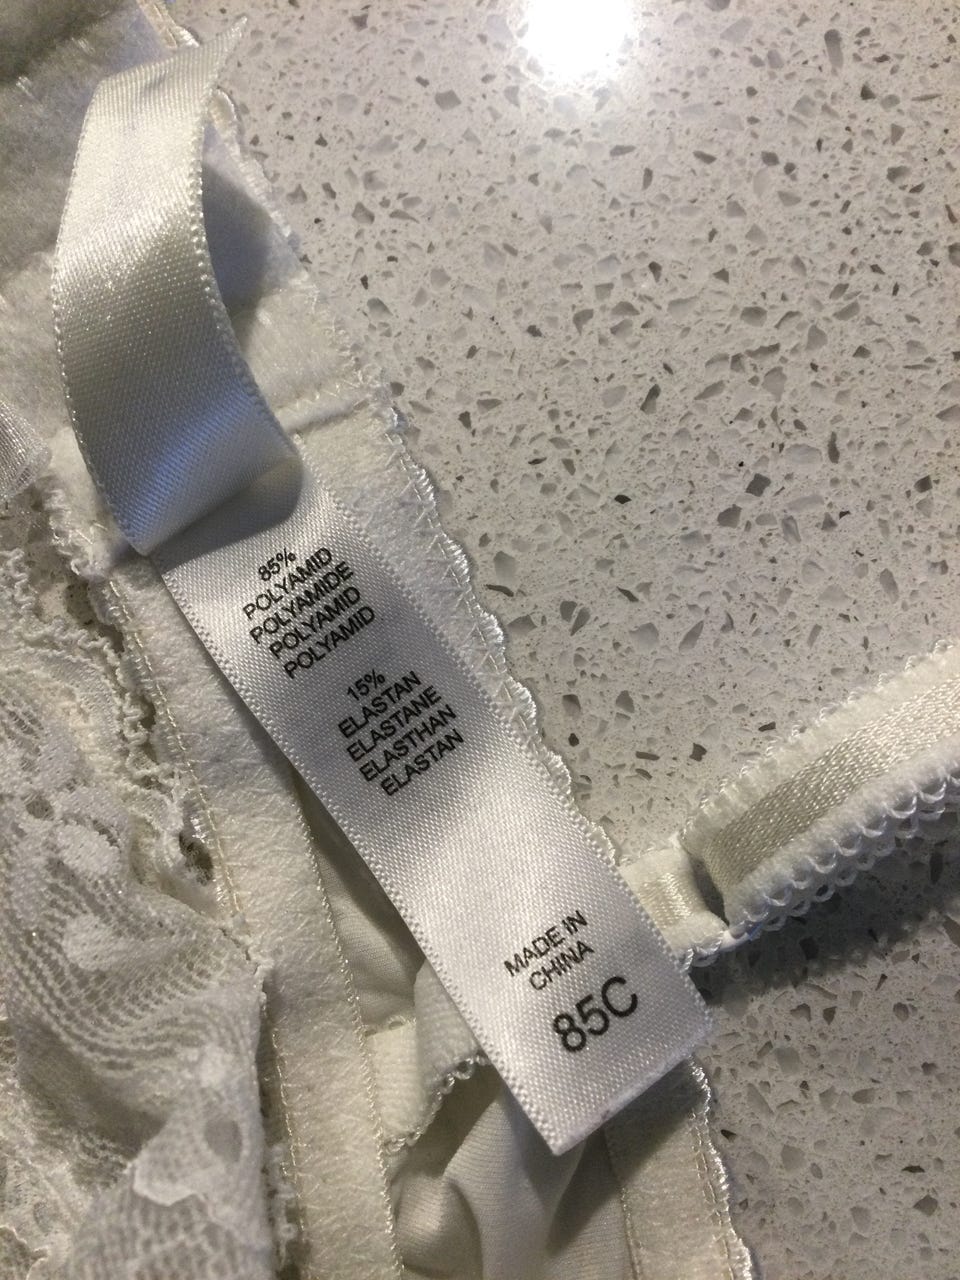 85%
POLYAMID
POLYAMIDE
POLYAMID
POLYAMID
15%
ELASTAN
ELASTANE
ELASTHAN
ELASTAN
MADE IN
CHINA
85C